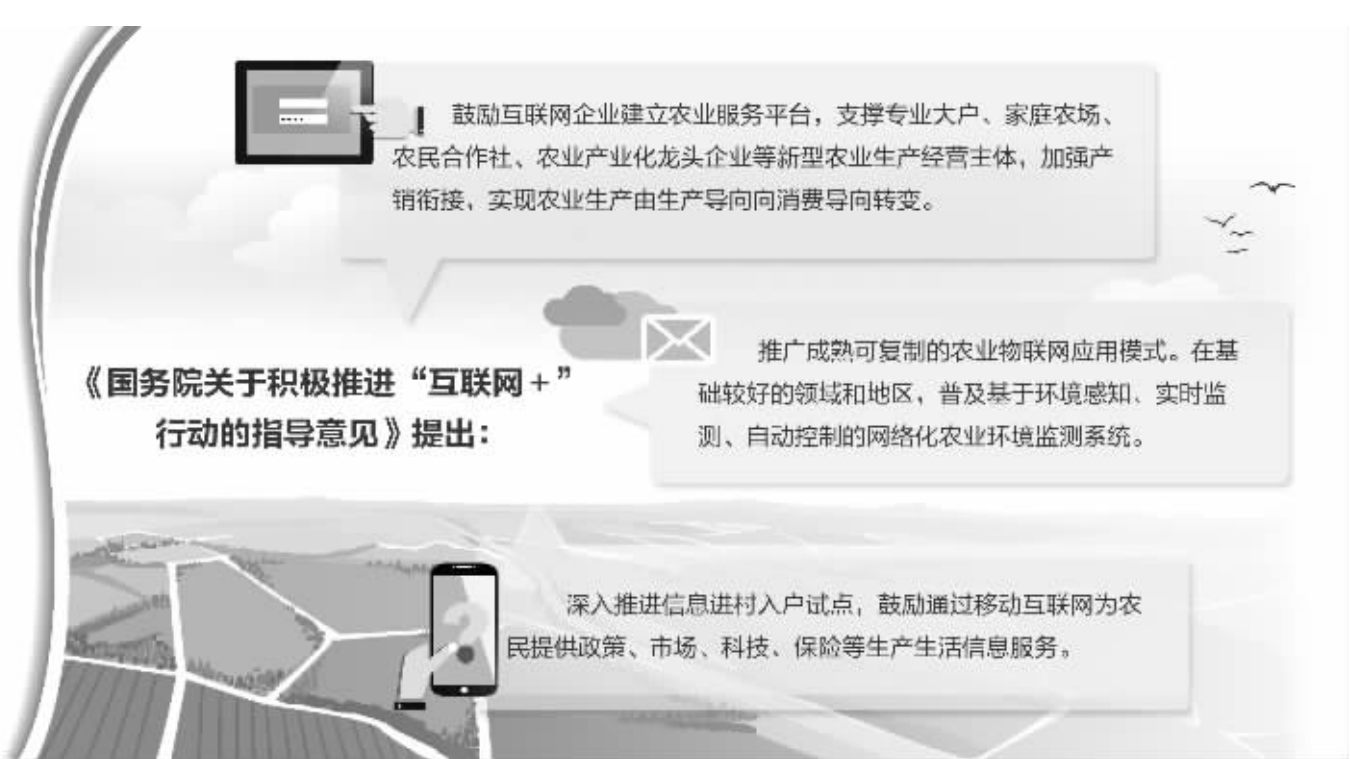 鼓励互联网企业建立农业服务平台，支撑专业大户、家庭农场、
农民合作社、农业产业化龙头企业等新型农业生产经营主体，加强产
销衔接，实现农业生产由生产导向向消费导向转变。
《国务院关于积极推进“互联网+”
行动的指导意见》提出：
推广成熟可复制的农业物联网应用模式。在基
础较好的领域和地区，普及基于环境感知、实时监
测、自动控制的网络化农业环境监测系统。
深入推进信息进村入户试点，鼓励通过移动互联网为农
民提供政策、市场、科技、保险等生产生活信息服务。